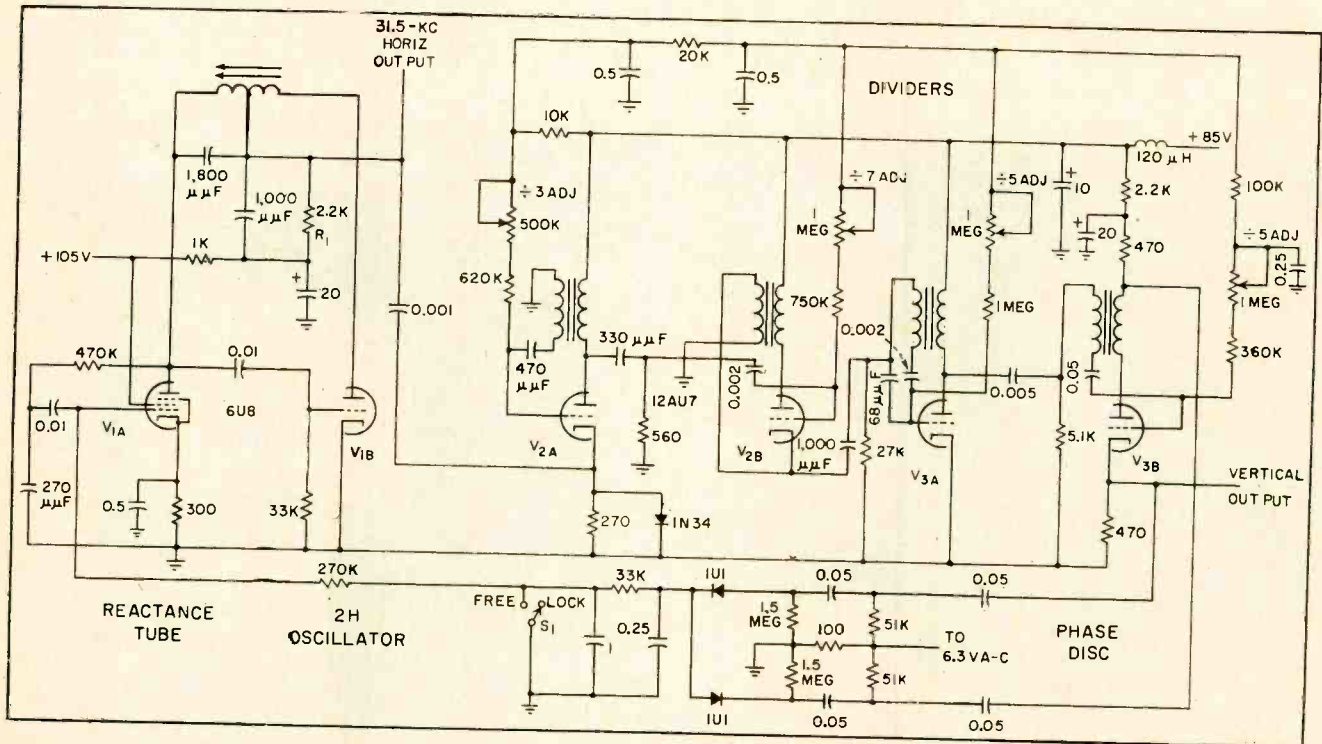 31.5-KC
HORIZ
OUTPUT
20K
0.5
0.5
DIVIDERS
10K
+85V
120 μH
1,800
μμF
1,000
μμF
2.2K
R1
÷3 ADJ
500K
÷7 ADJ
1
MEG
÷5 ADJ
1
MEG
+
10
2.2K
100K
+
20
470
÷5 ADJ
0.25
1 MEG
+105V
1K
+
20
620K
0.001
750K
1 MEG
360K
330 μμF
0.002
470K
0.01
470
μμF
0.002
68 μμF
0.005
0.05
6U8
12AU7
0.01
V1A
V1B
V2A
560
V2B
1,000
μμF
27K
V3A
5.1K
V3B
VERTICAL
OUTPUT
270
μμF
0.5
300
33K
270
1N34
470
270K
33K
1U1
0.05
0.05
FREE
LOCK
S1
1
0.25
1.5
MEG
100
51K
TO
6.3 VA-C
REACTANCE
TUBE
2H
OSCILLATOR
PHASE
DISC
1.5
MEG
51K
1U1
0.05
0.05